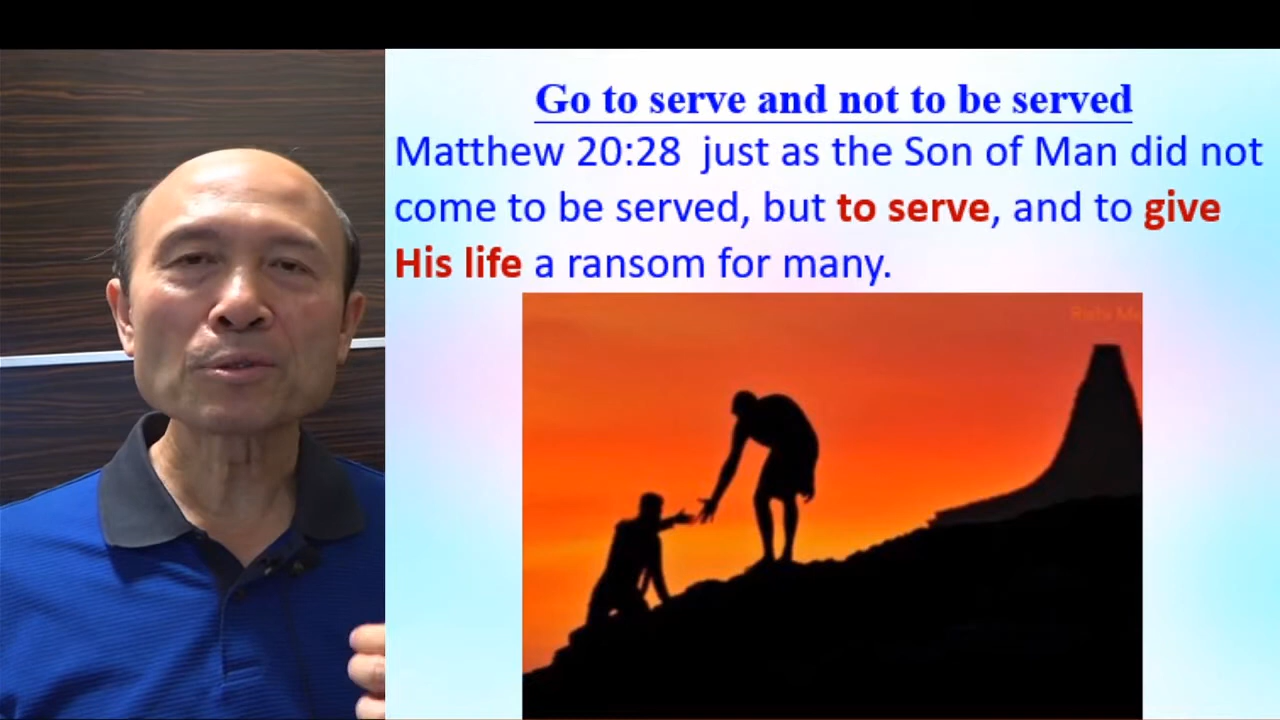 Go to serve and not to be served
Matthew 20:28 just as the Son of Man did not
come to be served, but to serve, and to give
His life a ransom for many.